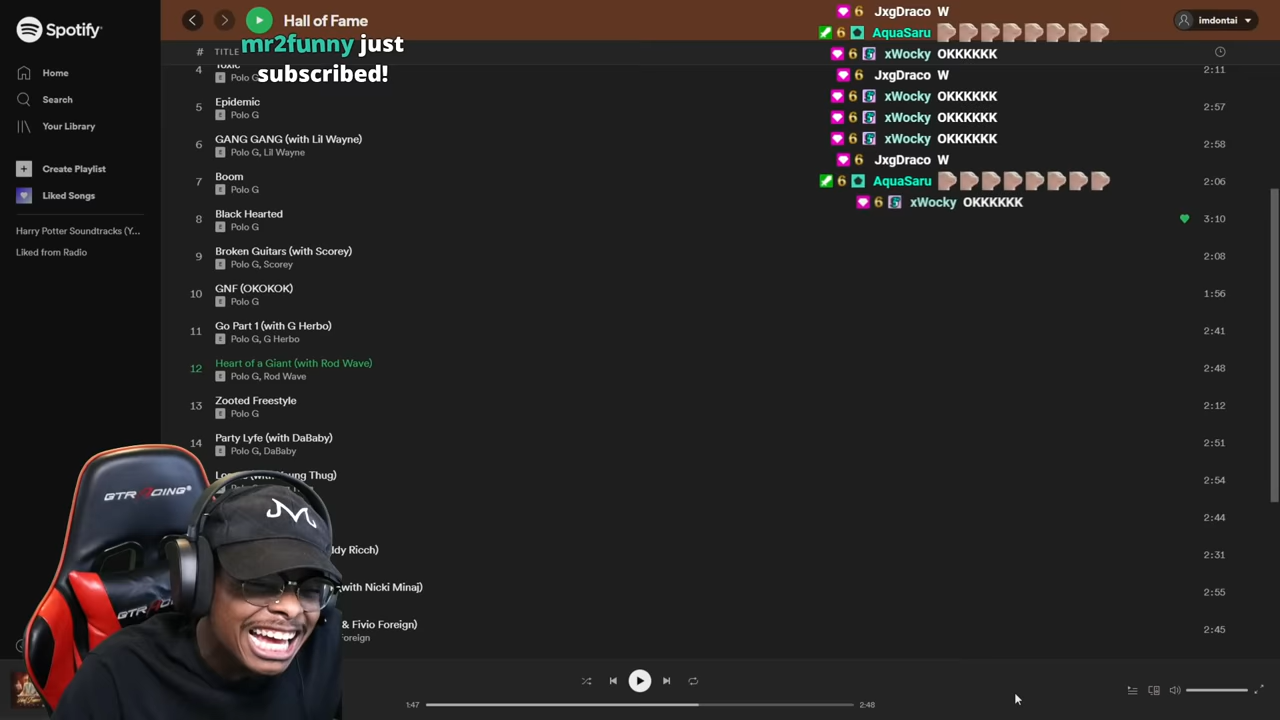 Spotify
Home
Search
Your Library
Create Playlist
Liked Songs
Harry Potter Soundtracks (Y...
Liked from Radio
Hall of Fame
mr2funny just
subscribed!
imdontai
# TITLE
4 Toxic 2:11
E Polo G
5 Epidemic 2:57
E Polo G
6 GANG GANG (with Lil Wayne) 2:58
E Polo G, Lil Wayne
7 Boom 2:06
E Polo G
8 Black Hearted 3:10
E Polo G
9 Broken Guitars (with Scorey) 2:08
E Polo G, Scorey
10 GNF (OKOKOK) 1:56
E Polo G
11 Go Part 1 (with G Herbo) 2:41
E Polo G, G Herbo
12 Heart of a Giant (with Rod Wave) 2:48
E Polo G, Rod Wave
13 Zooted Freestyle 2:12
E Polo G
14 Party Lyfe (with DaBaby) 2:51
E Polo G, DaBaby
Young Thug) 2:54
2:44
ddy Ricch) 2:31
with Nicki Minaj) 2:55
& Fivio Foreign) 2:45
Foreign
6 JxgDraco W
6 AquaSaru
6 xWocky OKKKKKK
6 JxgDraco W
6 xWocky OKKKKKK
6 xWocky OKKKKKK
6 xWocky OKKKKKK
6 JxgDraco W
6 AquaSaru
6 xWocky OKKKKKK
GTRACING
GTR
1:47
2:48